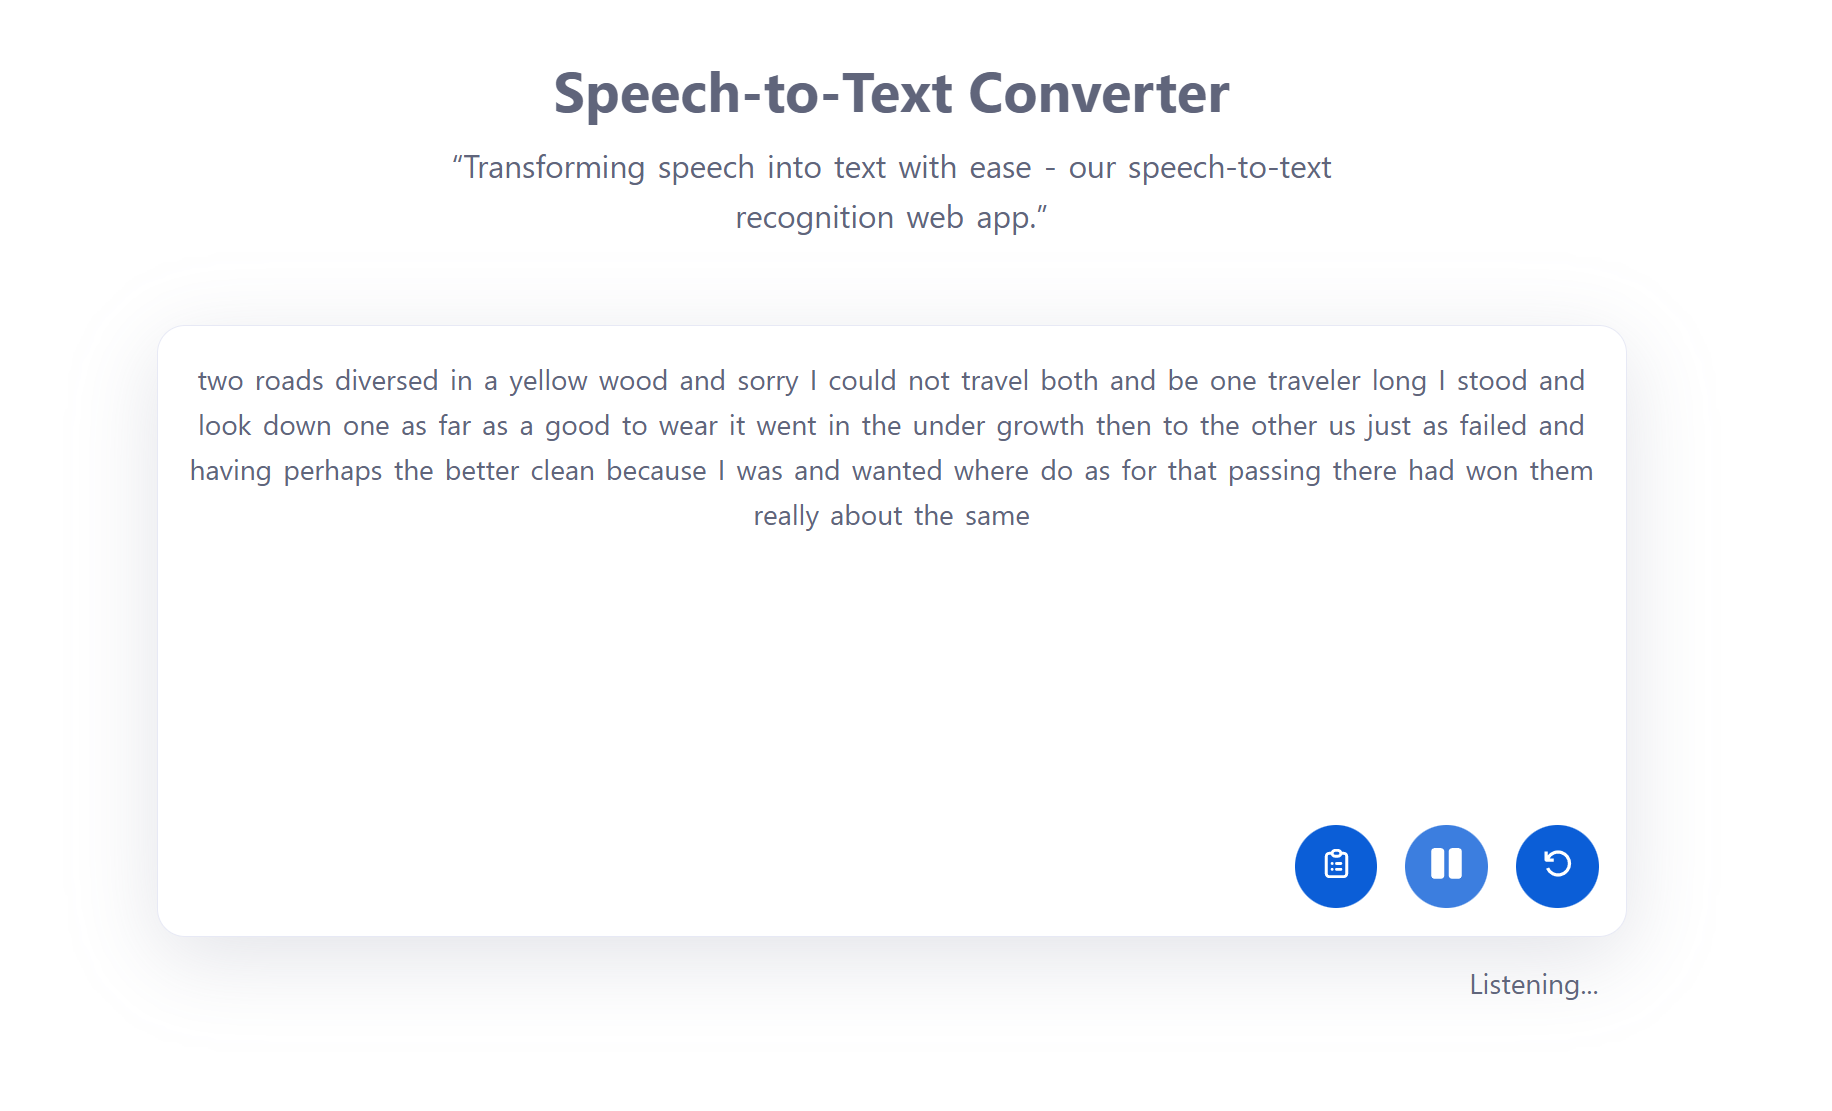 Speech-to-Text Converter
“Transforming speech into text with ease - our speech-to-text
recognition web app.”
two roads diversed in a yellow wood and sorry I could not travel both and be one traveler long I stood and
look down one as far as a good to wear it went in the under growth then to the other us just as failed and
having perhaps the better clean because I was and wanted where do as for that passing there had won them
really about the same
Listening...